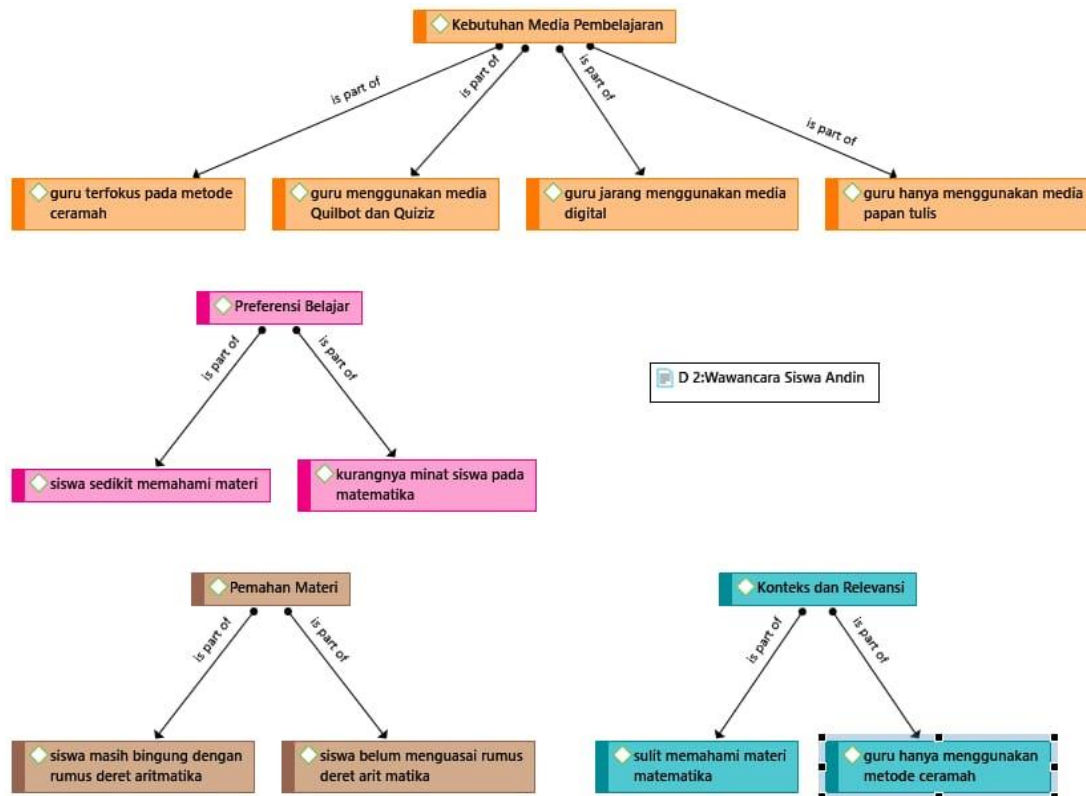 Kebutuhan Media Pembelajaran
is part of
is part of
is part of
is part of
guru terfokus pada metode
ceramah
guru menggunakan media
Quilbot dan Quiziz
guru jarang menggunakan media
digital
guru hanya menggunakan media
papan tulis
Preferensi Belajar
is part of
is part of
D 2:Wawancara Siswa Andin
siswa sedikit memahami materi
kurangnya minat siswa pada
matematika
Pemahan Materi
is part of
is part of
siswa masih bingung dengan
rumus deret aritmatika
siswa belum menguasai rumus
deret arit matika
Konteks dan Relevansi
is part of
is part of
sulit memahami materi
matematika
guru hanya menggunakan
metode ceramah